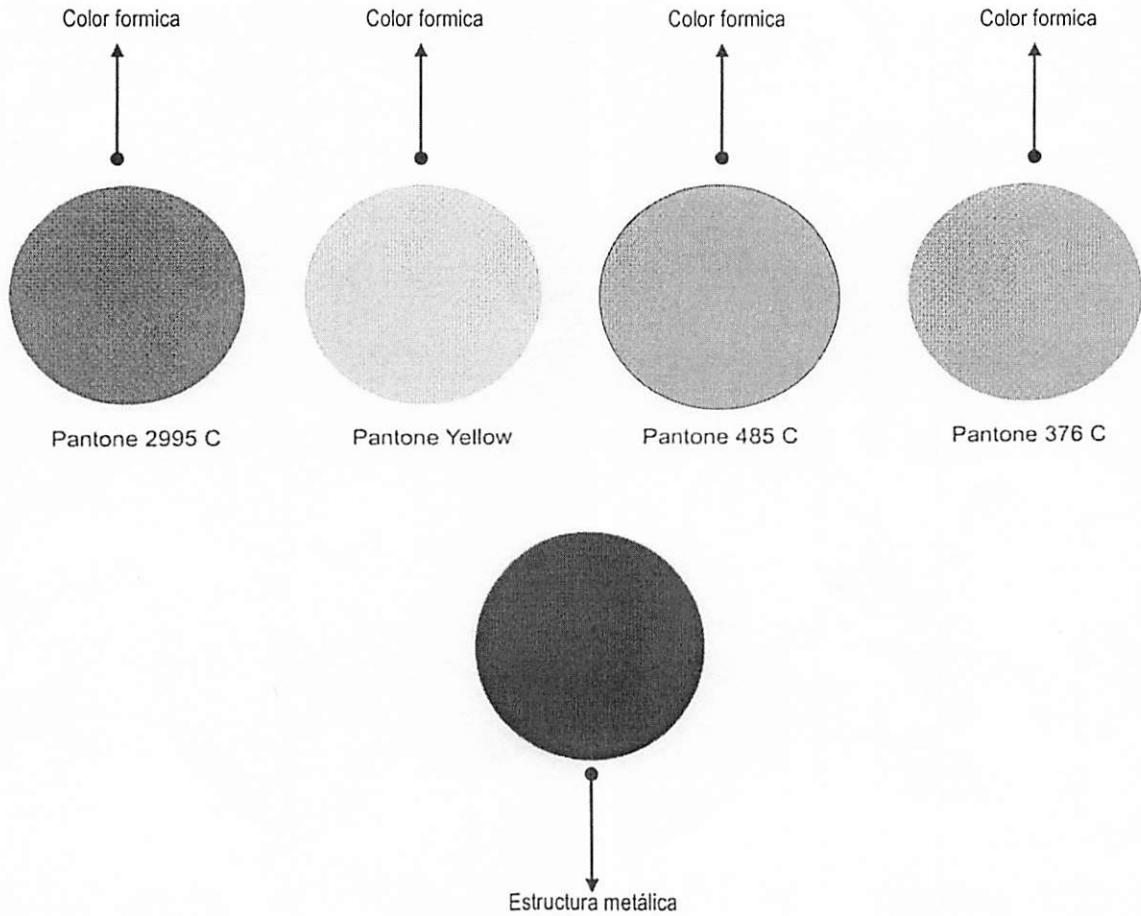 Color formica
Color formica
Color formica
Color formica
Pantone 2995 C
Pantone Yellow
Pantone 485 C
Pantone 376 C
Estructura metálica